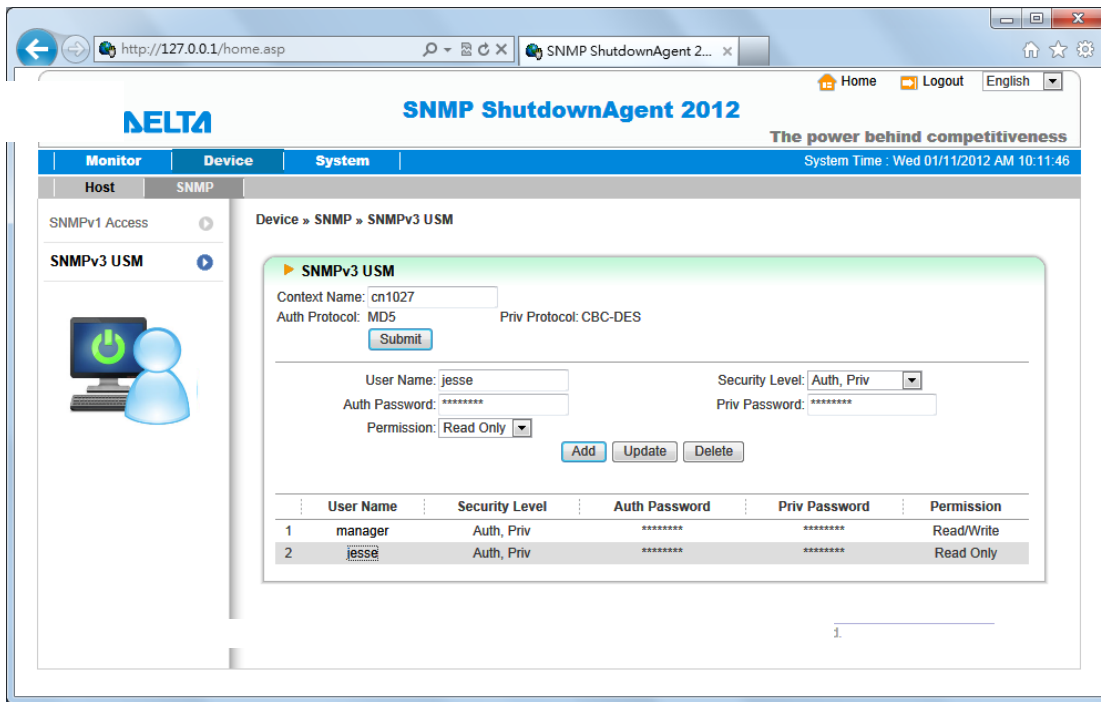 http://127.0.0.1/home.asp
SNMP ShutdownAgent 2...
Home Logout English
DELTA
SNMP ShutdownAgent 2012
The power behind competitiveness
Monitor Device System System Time : Wed 01/11/2012 AM 10:11:46
Host SNMP
SNMPv1 Access
SNMPv3 USM
Device » SNMP » SNMPv3 USM
SNMPv3 USM
Context Name: cn1027
Auth Protocol: MD5 Priv Protocol: CBC-DES
Submit
User Name: jesse Security Level: Auth, Priv
Auth Password: ******** Priv Password: ********
Permission: Read Only
Add Update Delete
User Name Security Level Auth Password Priv Password Permission
1 manager Auth, Priv ******** ******** Read/Write
2 jesse Auth, Priv ******** ******** Read Only
d.